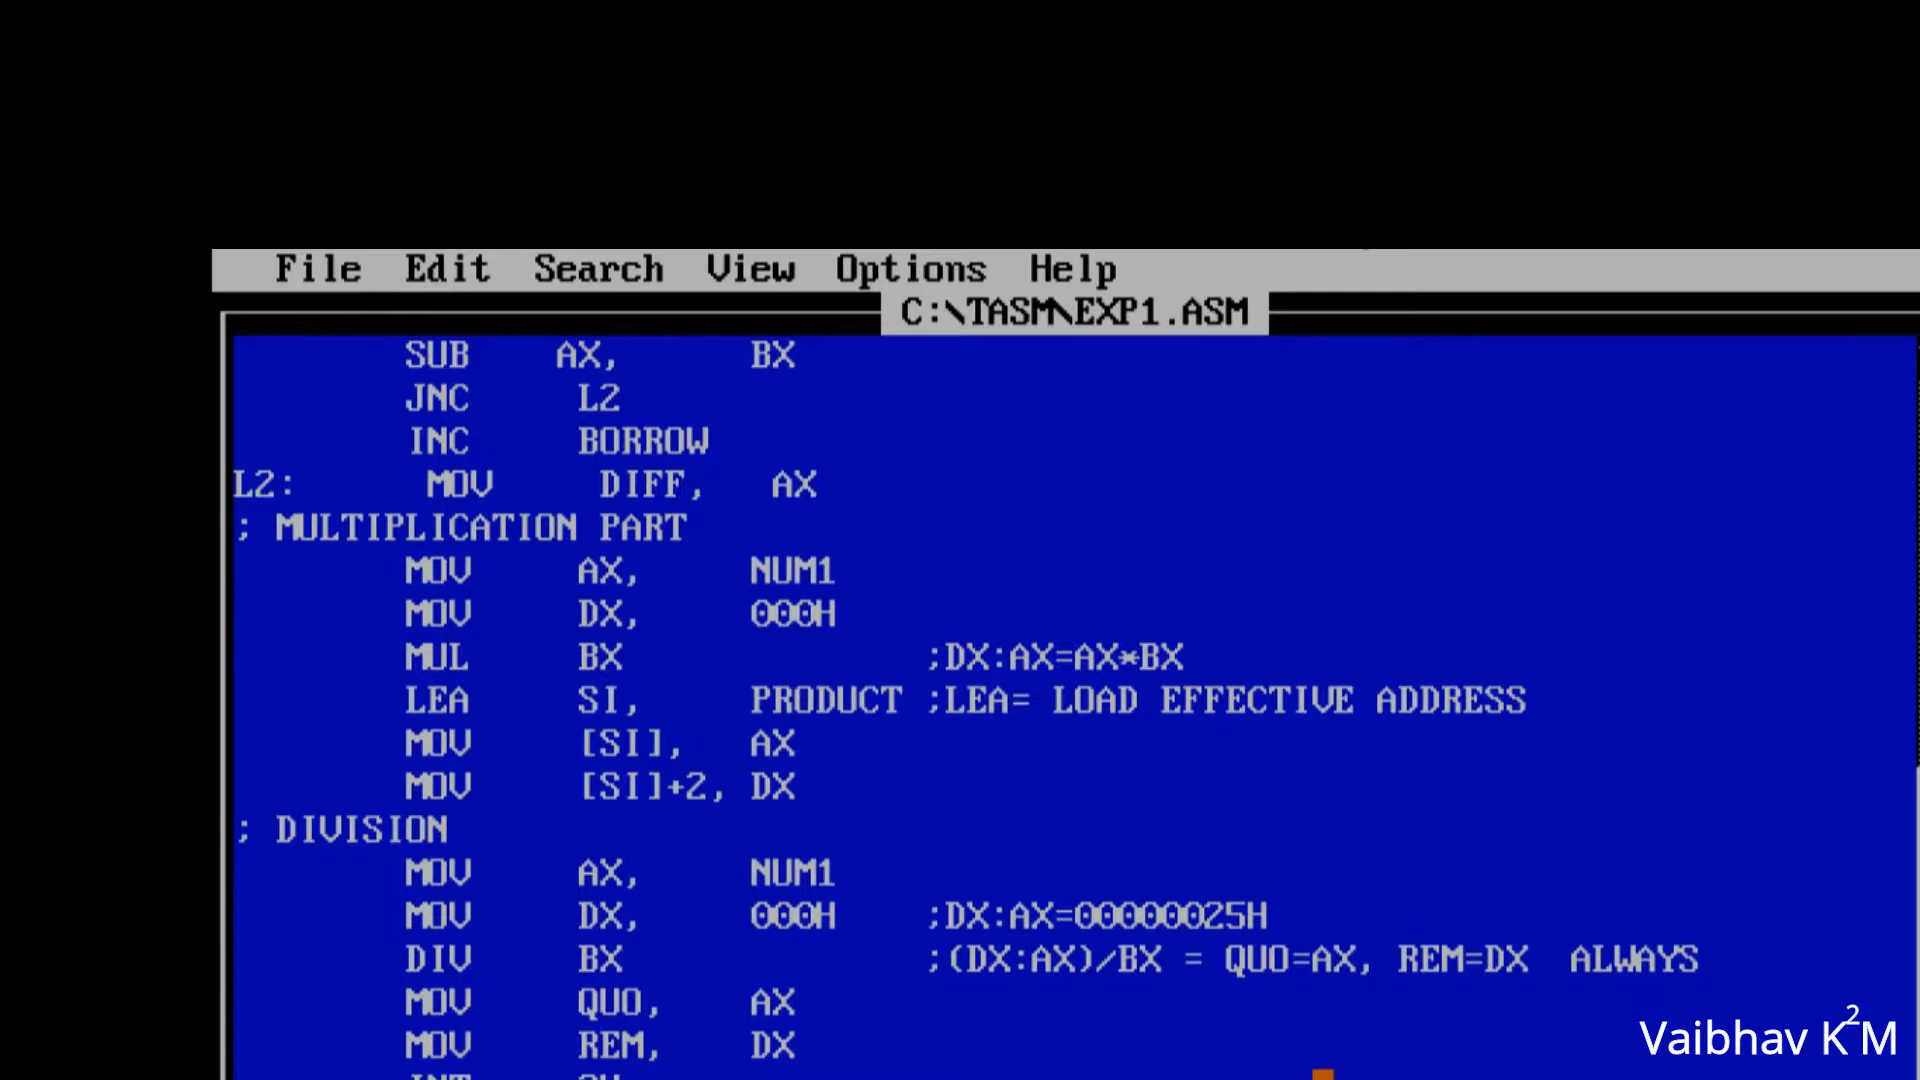 File Edit Search View Options Help
C:\TASM\EXP1.ASM
SUB AX, BX
JNC L2
INC BORROW
L2: MOV DIFF, AX
; MULTIPLICATION PART
MOV AX, NUM1
MOV DX, 000H
MUL BX ;DX:AX=AX*BX
LEA SI, PRODUCT ;LEA= LOAD EFFECTIVE ADDRESS
MOV [SI], AX
MOV [SI]+2, DX
; DIVISION
MOV AX, NUM1
MOV DX, 000H ;DX:AX=00000025H
DIV BX ;(DX:AX)/BX = QUO=AX, REM=DX ALWAYS
MOV QUO, AX
MOV REM, DX
Vaibhav K²M